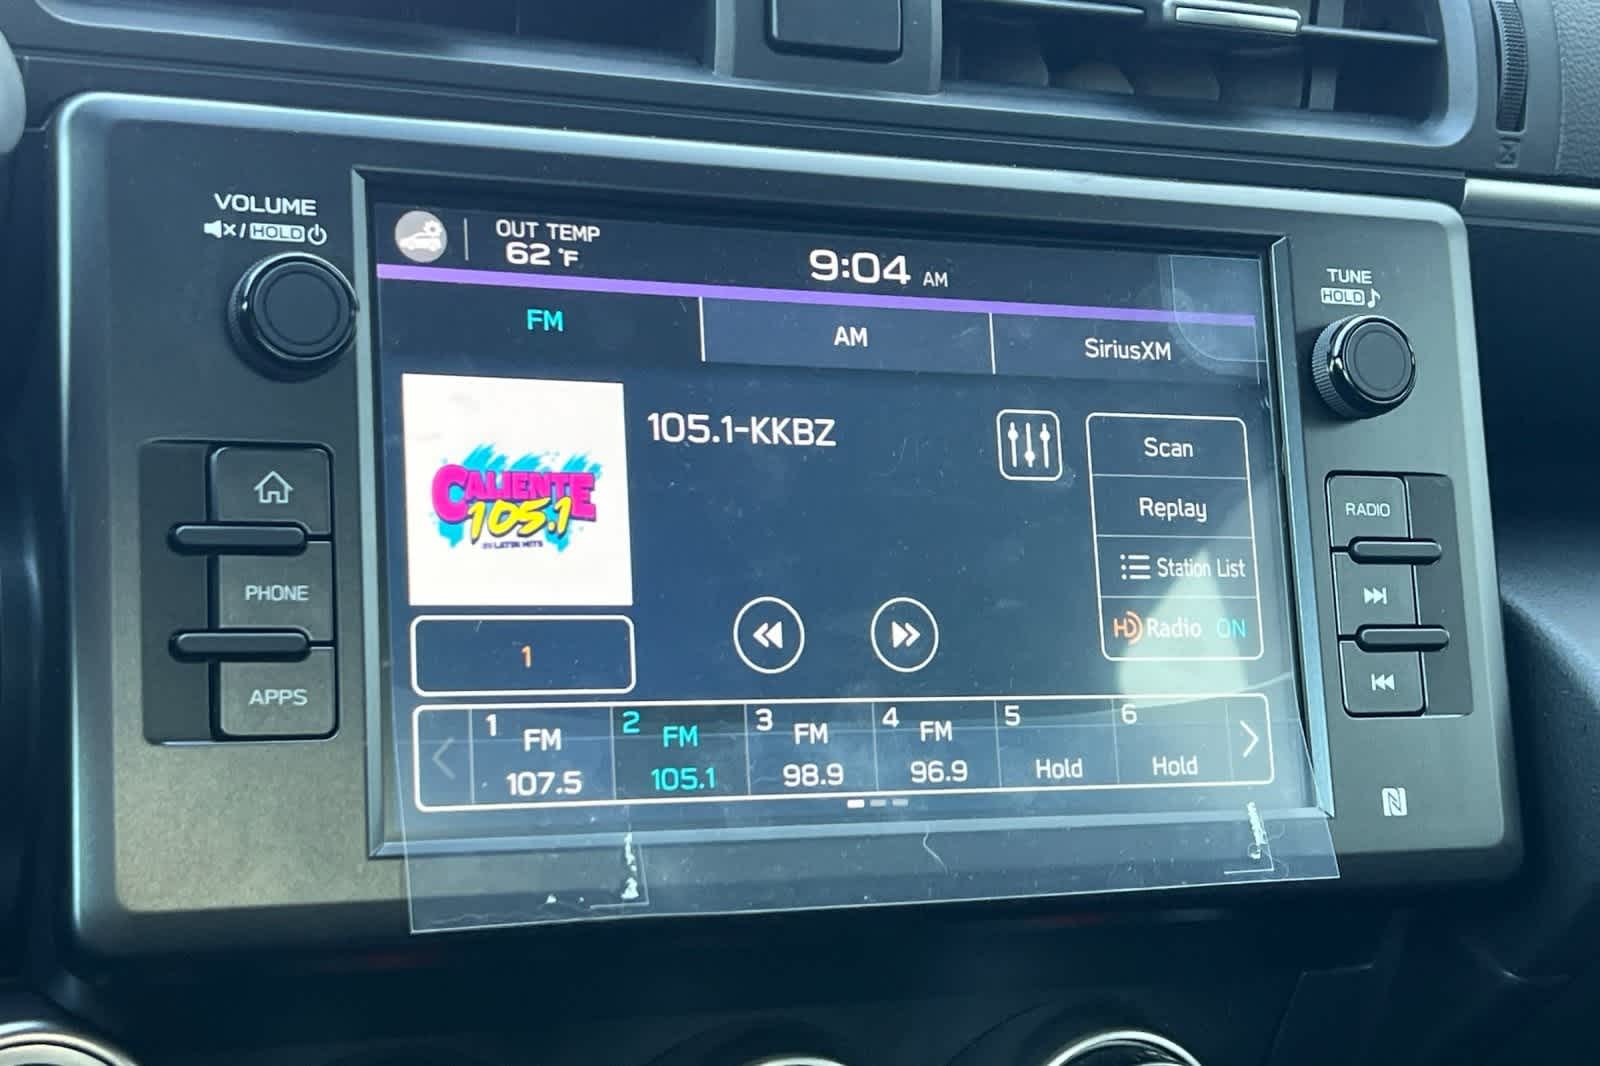 VOLUME
/ HOLD
OUT TEMP
62 °F
9:04 AM
TUNE
HOLD
FM
AM
SiriusXM
105.1-KKBZ
CALIENTE
105.1
Scan
Replay
Station List
HD Radio ON
1
PHONE
APPS
RADIO
1 FM 107.5
2 FM 105.1
3 FM 98.9
4 FM 96.9
5 Hold
6 Hold